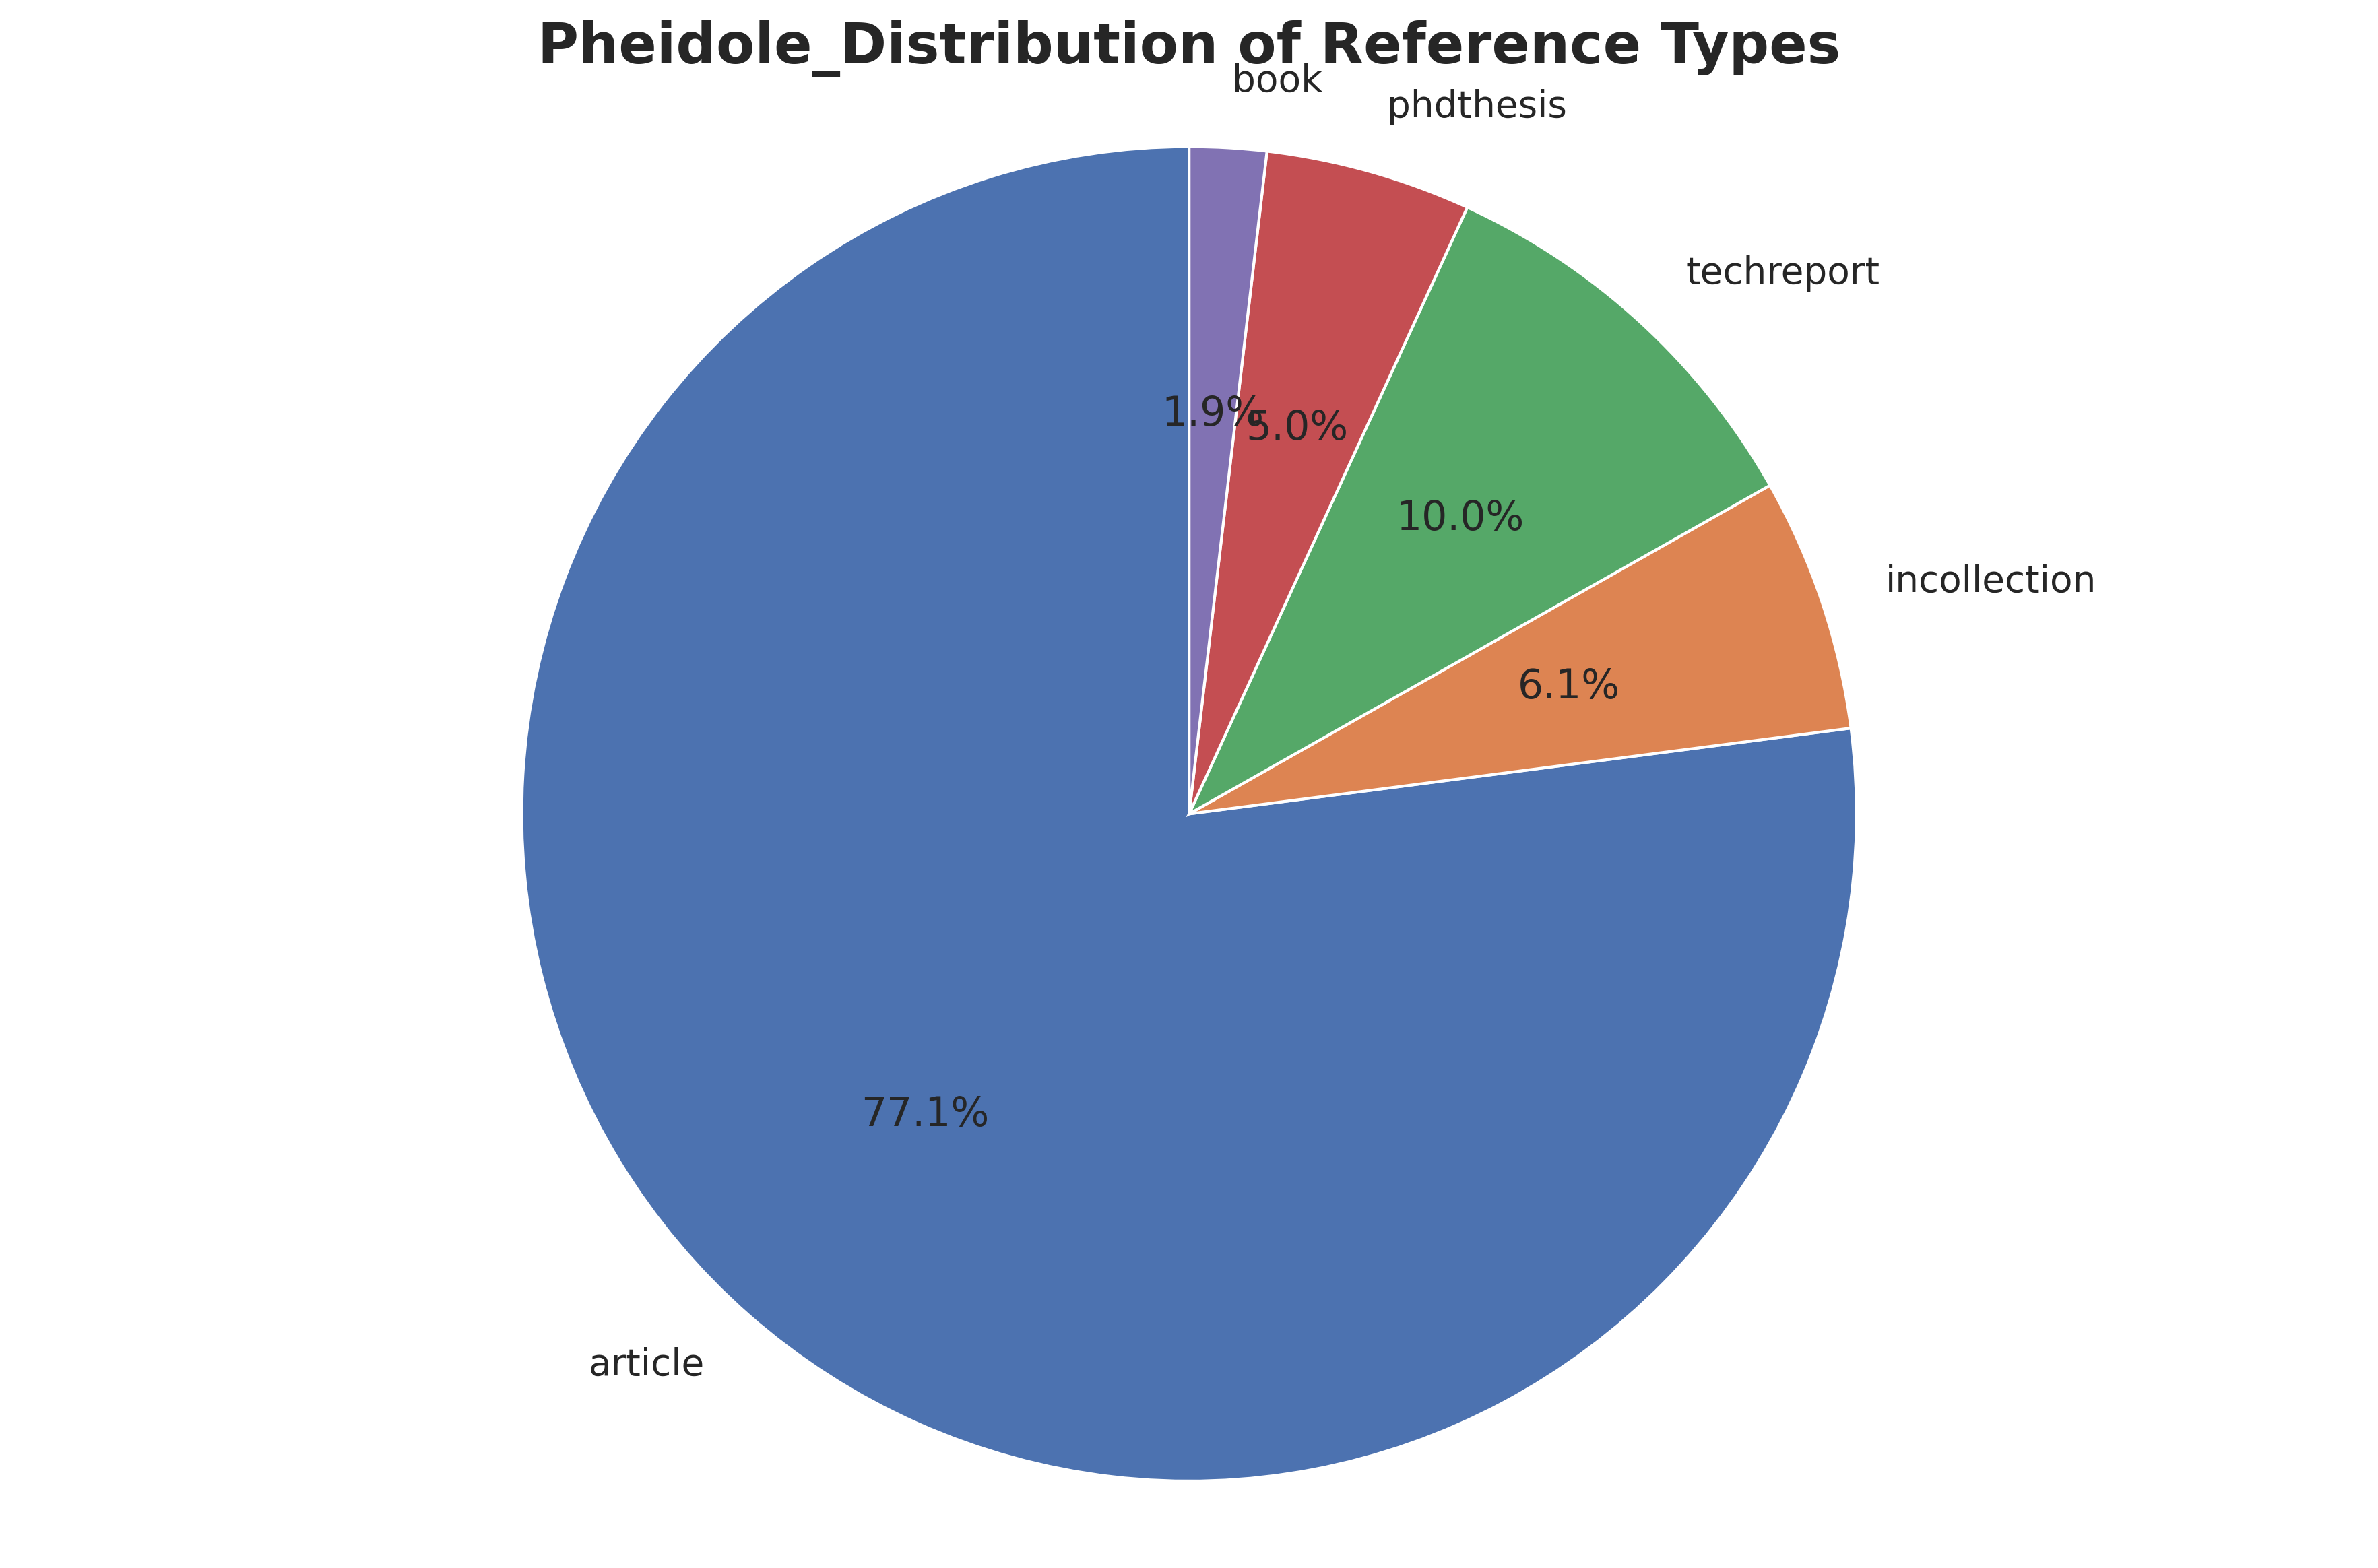 Pheidole_Distribution of Reference Types
book
phdthesis
techreport
incollection
article
1.9%
5.0%
10.0%
6.1%
77.1%